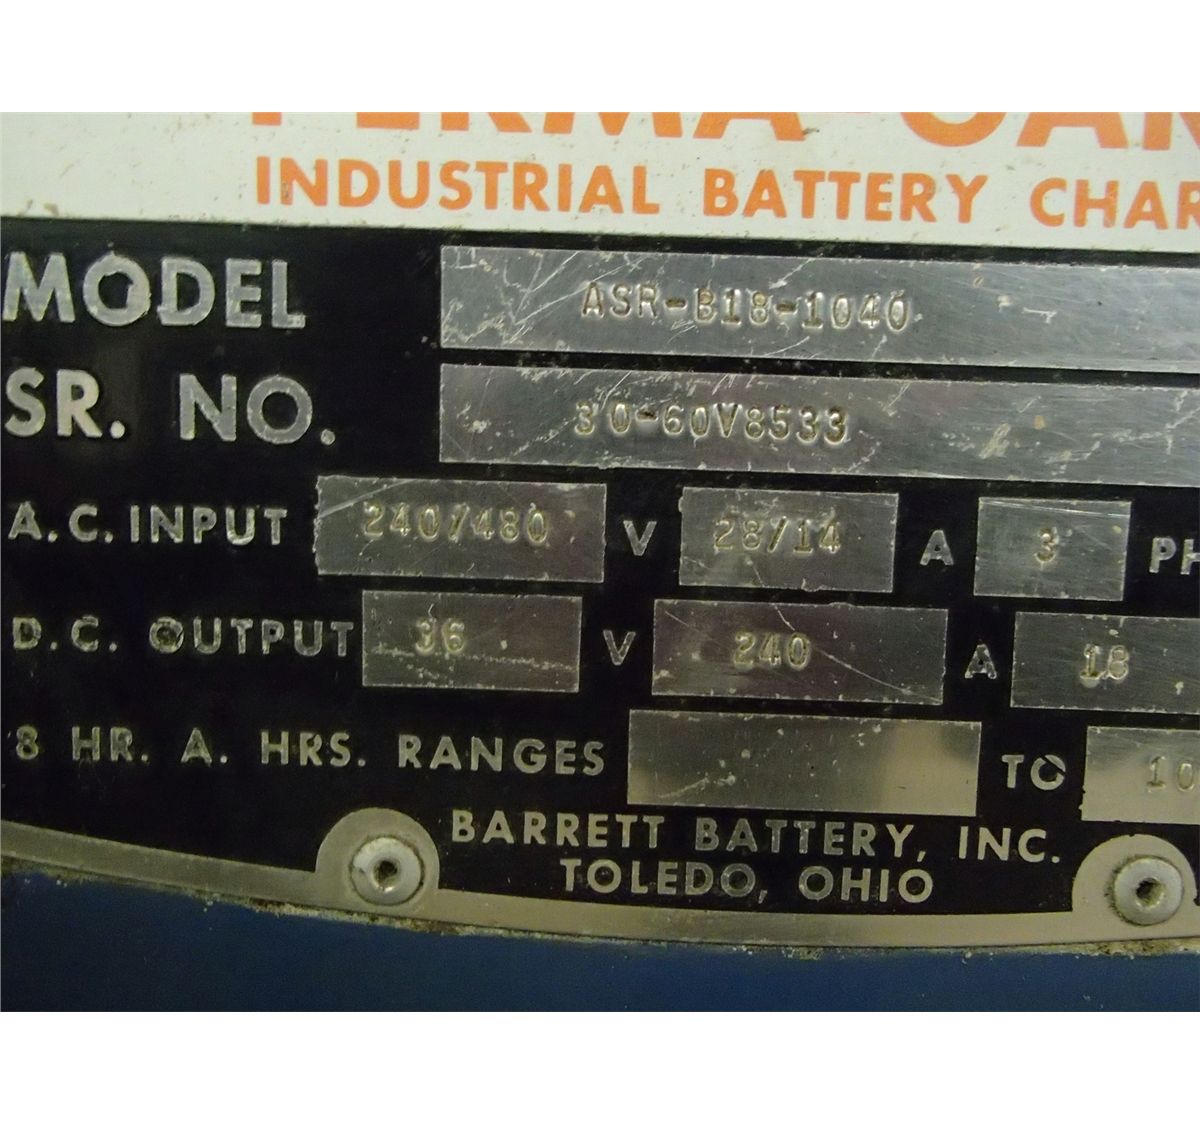 INDUSTRIAL BATTERY CHAR
MODEL ASR-B18-1040
SR. NO. 30-60V8533
A.C. INPUT 240/480 V 28/14 A 3 PH
D.C. OUTPUT 36 V 240 A 18
8 HR. A. HRS. RANGES TO 10
BARRETT BATTERY, INC.
TOLEDO, OHIO